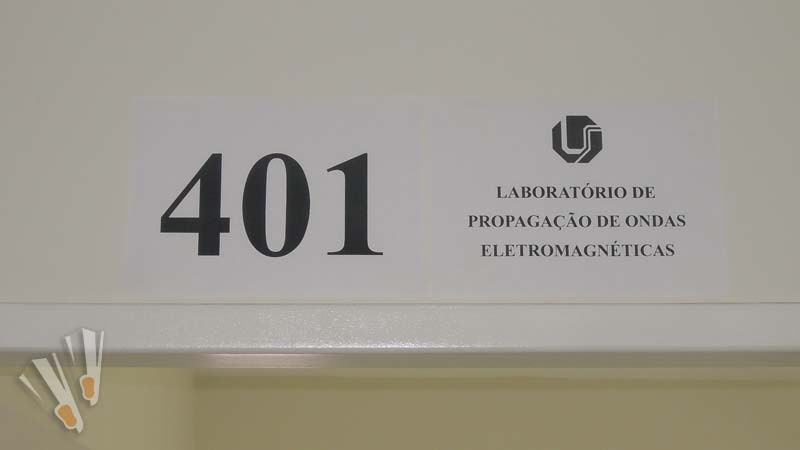 401
LABORATÓRIO DE
PROPAGAÇÃO DE ONDAS
ELETROMAGNÉTICAS